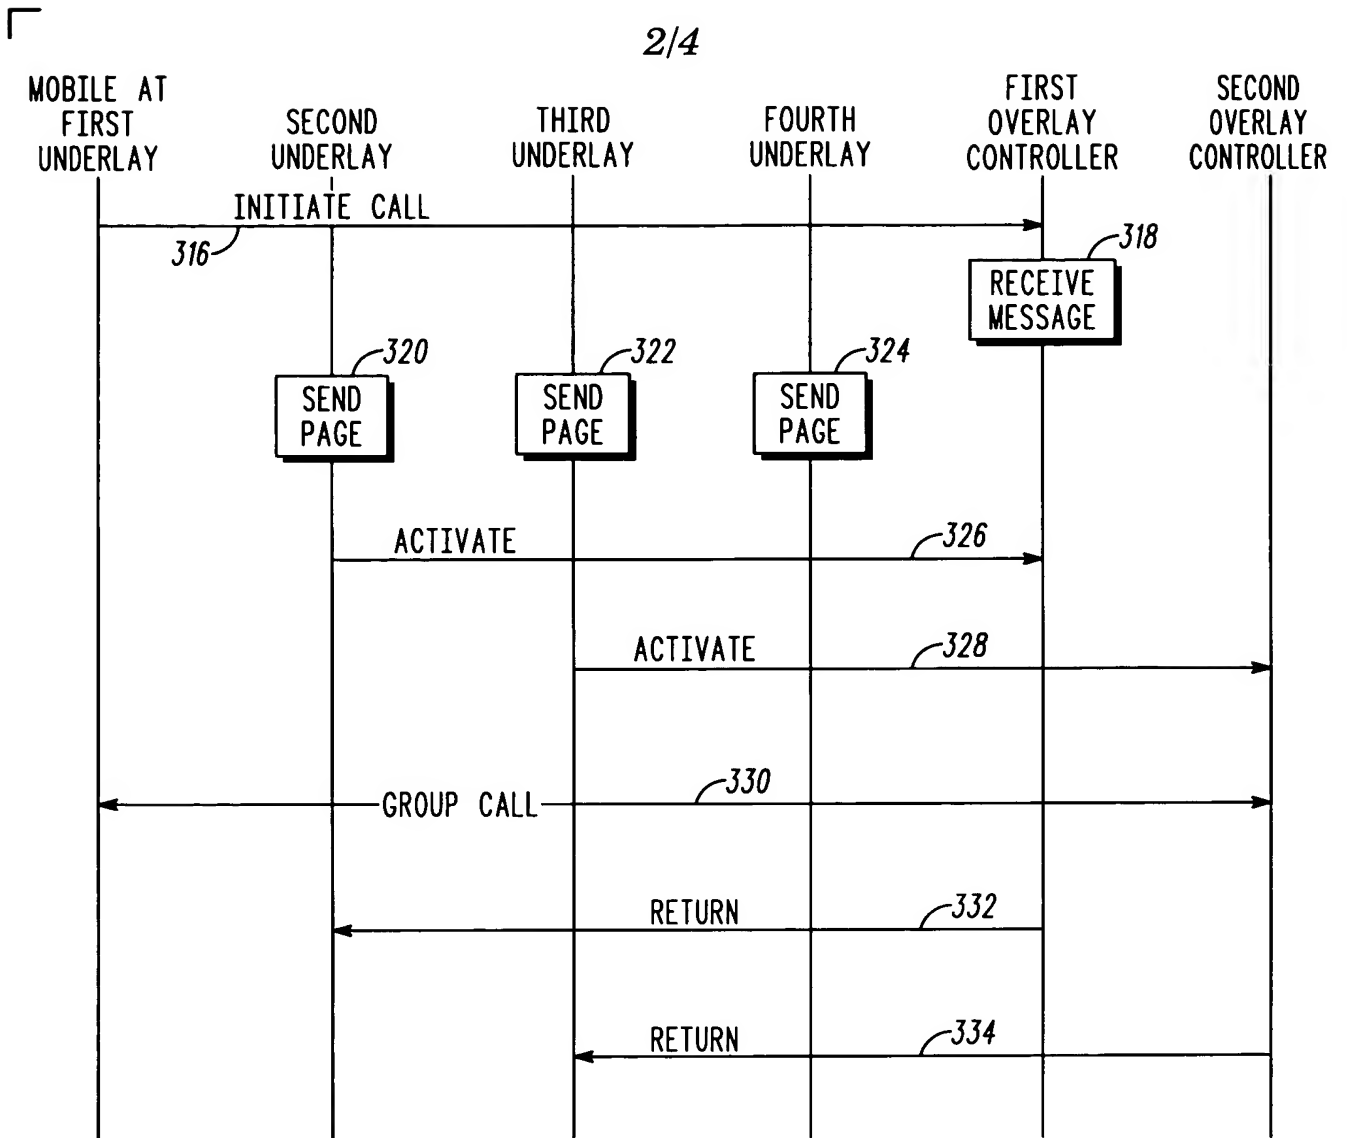 2/4
MOBILE AT
FIRST
UNDERLAY
SECOND
UNDERLAY
THIRD
UNDERLAY
FOURTH
UNDERLAY
FIRST
OVERLAY
CONTROLLER
SECOND
OVERLAY
CONTROLLER
INITIATE CALL
316
318
RECEIVE
MESSAGE
320
SEND
PAGE
322
SEND
PAGE
324
SEND
PAGE
ACTIVATE
326
ACTIVATE
328
GROUP CALL
330
RETURN
332
RETURN
334